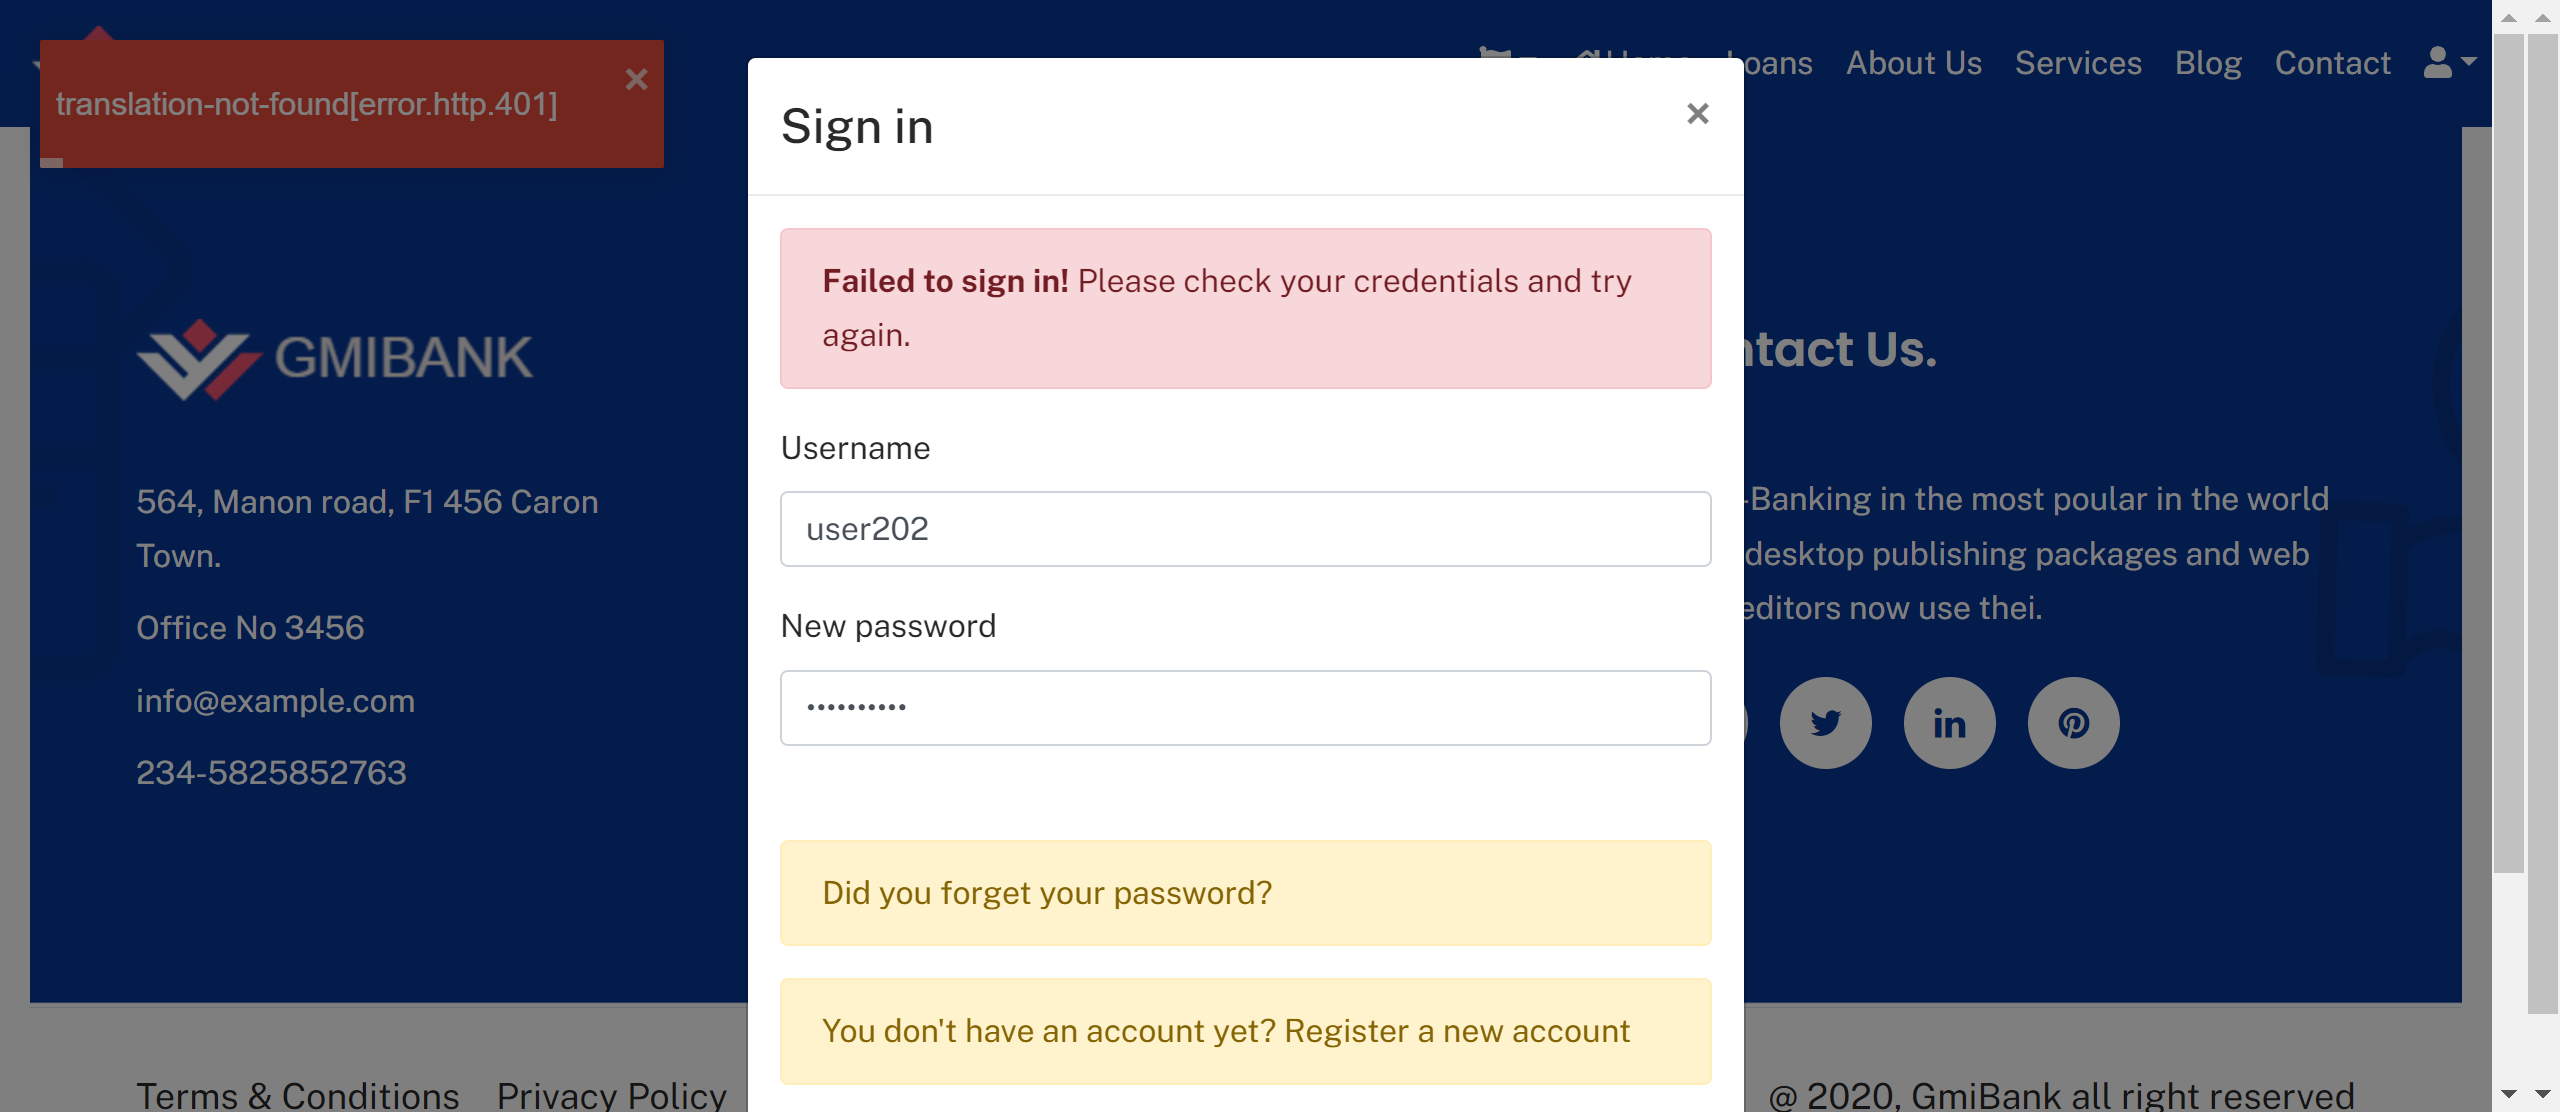 Loans
About Us
Services
Blog
Contact
translation-not-found[error.http.401]
×
Sign in
×
Failed to sign in! Please check your credentials and try
again.
Username
user202
New password
••••••••••
Did you forget your password?
You don't have an account yet? Register a new account
GMIBANK
564, Manon road, F1 456 Caron
Town.
Office No 3456
info@example.com
234-5825852763
ntact Us.
-Banking in the most poular in the world
desktop publishing packages and web
editors now use thei.
Terms & Conditions
Privacy Policy
@ 2020, GmiBank all right reserved